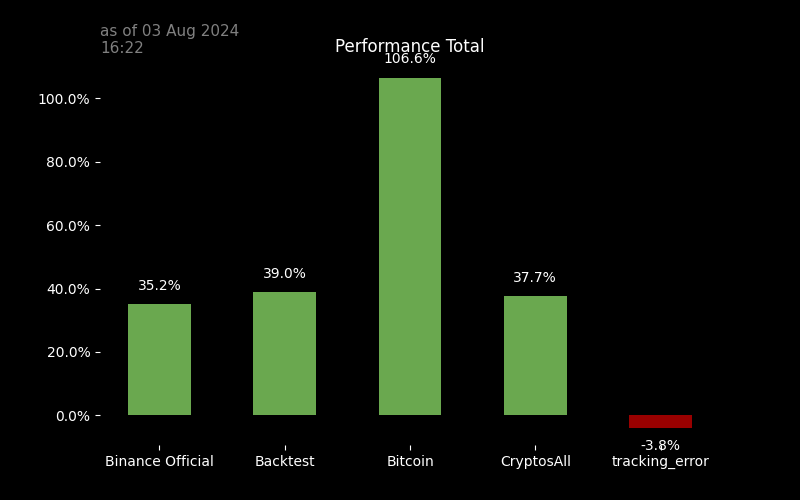 as of 03 Aug 2024
16:22
Performance Total
106.6%
100.0%
80.0%
60.0%
40.0%
20.0%
0.0%
35.2%
39.0%
37.7%
-3.8%
Binance Official
Backtest
Bitcoin
CryptosAll
tracking_error